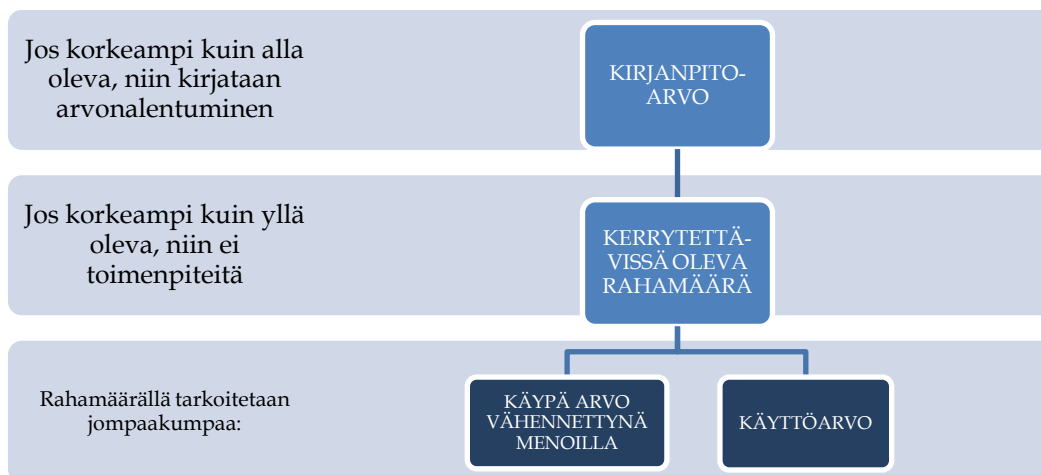 Jos korkeampi kuin alla
oleva, niin kirjataan
arvonalentuminen
KIRJANPITO-
ARVO
Jos korkeampi kuin yllä
oleva, niin ei
toimenpiteitä
KERRYTETTÄ-
VISSÄ OLEVA
RAHAMÄÄRÄ
Rahamäärällä tarkoitetaan
jompaakumpaa:
KÄYPÄ ARVO
VÄHENNETTYNÄ
MENOILLA
KÄYTTÖARVO